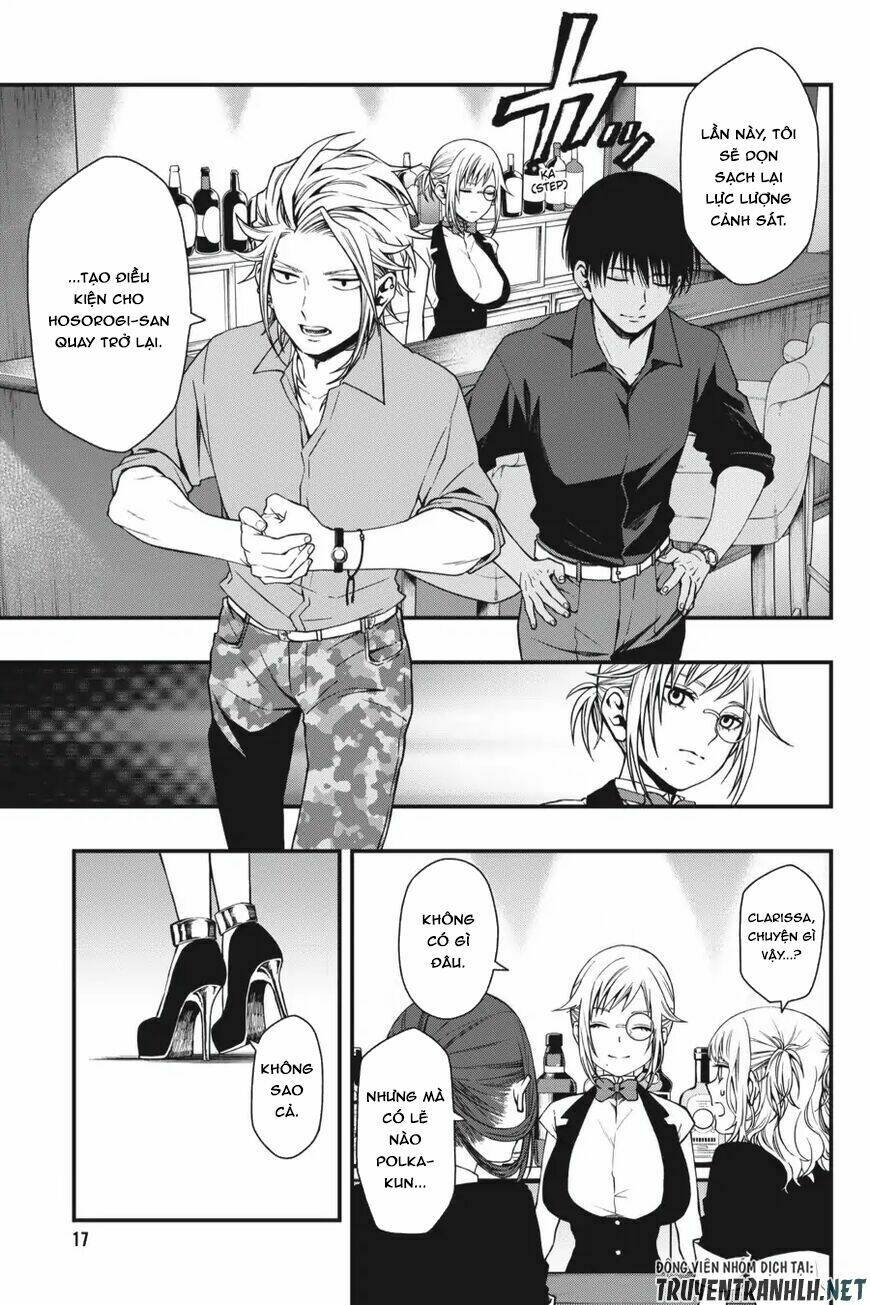 LẦN NÀY, TÔI
SẼ DỌN
SẠCH LẠI
LỰC LƯỢNG
CẢNH SÁT.
カッ
KA
(STEP)
...TẠO ĐIỀU
KIỆN CHO
HOSOROGI-SAN
QUAY TRỞ LẠI.
CLARISSA,
CHUYỆN GÌ
VẬY...?
KHÔNG
CÓ GÌ
ĐÂU.
NHƯNG MÀ
CÓ LẼ
NÀO
POLKA-
KUN...
KHÔNG
SAO
CẢ.
17
ĐỘNG VIÊN NHÓM DỊCH TẠI:
TRUYENTRANHLH.NET